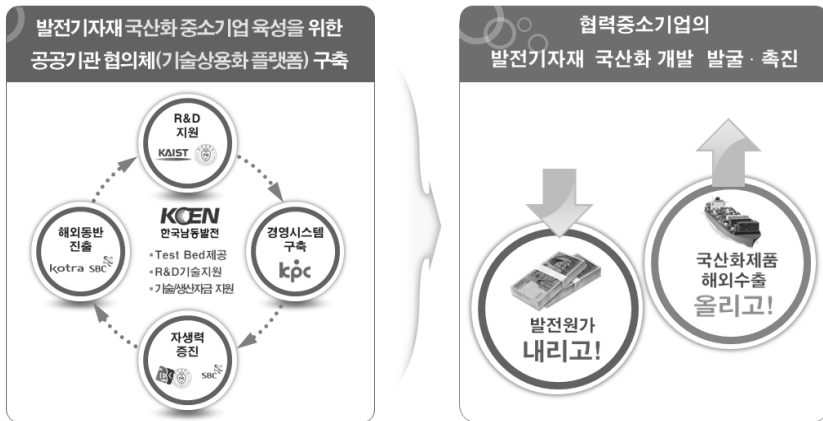 발전기자재 국산화 중소기업 육성을 위한
공공기관 협의체(기술상용화 플랫폼) 구축
R&D
지원
KAIST
해외동반
진출
kotra SBC
KOEN
한국남동발전
▪Test Bed제공
▪R&D기술지원
▪기술/생산자금 지원
경영시스템
구축
kpc
자생력
증진
SBC
협력중소기업의
발전기자재 국산화 개발 발굴 · 촉진
발전원가
내리고!
국산화제품
해외수출
올리고!